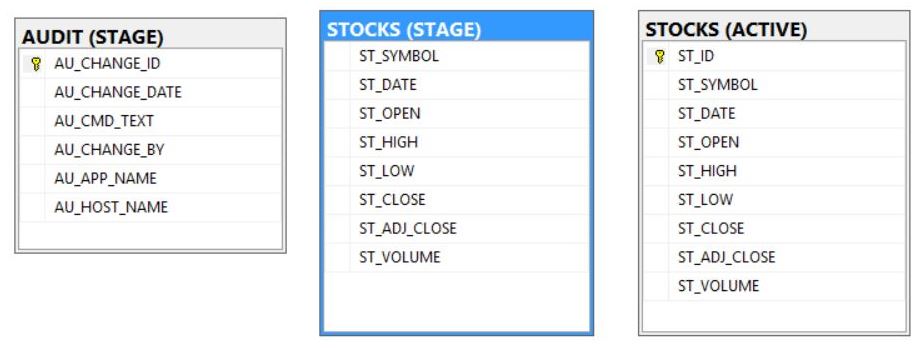 AUDIT (STAGE)
AU_CHANGE_ID
AU_CHANGE_DATE
AU_CMD_TEXT
AU_CHANGE_BY
AU_APP_NAME
AU_HOST_NAME
STOCKS (STAGE)
ST_SYMBOL
ST_DATE
ST_OPEN
ST_HIGH
ST_LOW
ST_CLOSE
ST_ADJ_CLOSE
ST_VOLUME
STOCKS (ACTIVE)
ST_ID
ST_SYMBOL
ST_DATE
ST_OPEN
ST_HIGH
ST_LOW
ST_CLOSE
ST_ADJ_CLOSE
ST_VOLUME